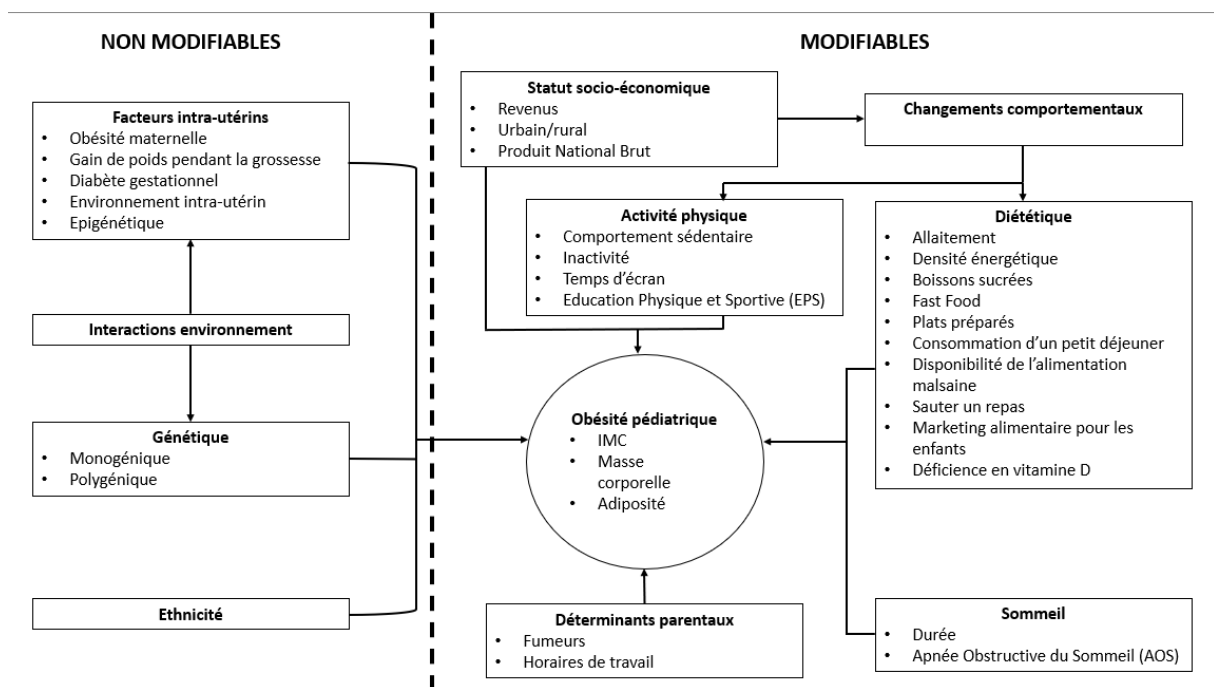 NON MODIFIABLES
Facteurs intra-utérins
• Obésité maternelle
• Gain de poids pendant la grossesse
• Diabète gestationnel
• Environnement intra-utérin
• Epigénétique
Interactions environnement
Génétique
• Monogénique
• Polygénique
Ethnicité
MODIFIABLES
Statut socio-économique
• Revenus
• Urbain/rural
• Produit National Brut
Changements comportementaux
Activité physique
• Comportement sédentaire
• Inactivité
• Temps d'écran
• Education Physique et Sportive (EPS)
Diététique
• Allaitement
• Densité énergétique
• Boissons sucrées
• Fast Food
• Plats préparés
• Consommation d'un petit déjeuner
• Disponibilité de l'alimentation
malsaine
• Sauter un repas
• Marketing alimentaire pour les
enfants
• Déficience en vitamine D
Obésité pédiatrique
• IMC
• Masse
corporelle
• Adiposité
Déterminants parentaux
• Fumeurs
• Horaires de travail
Sommeil
• Durée
• Apnée Obstructive du Sommeil (AOS)